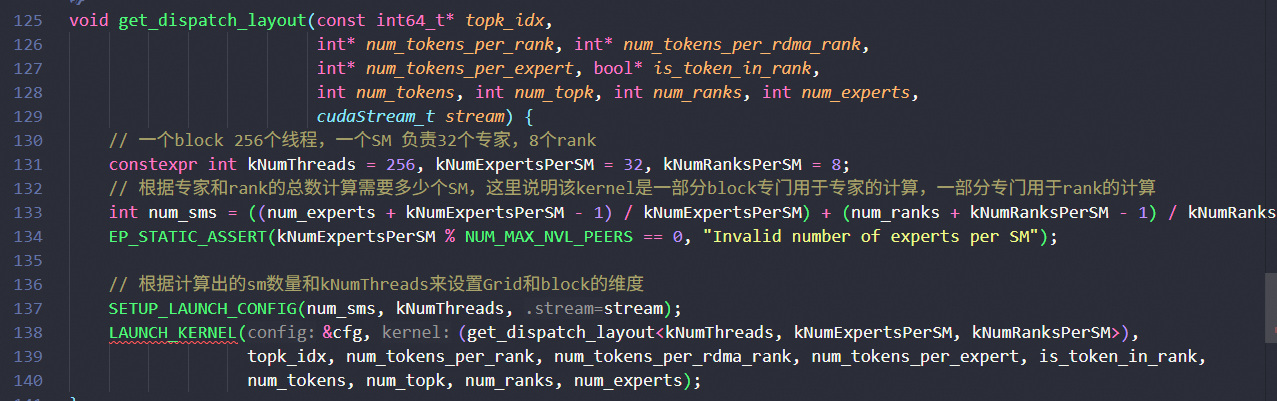 125 void get_dispatch_layout(const int64_t* topk_idx,
126 int* num_tokens_per_rank, int* num_tokens_per_rdma_rank,
127 int* num_tokens_per_expert, bool* is_token_in_rank,
128 int num_tokens, int num_topk, int num_ranks, int num_experts,
129 cudaStream_t stream) {
130 // 一个block 256个线程，一个SM 负责32个专家，8个rank
131 constexpr int kNumThreads = 256, kNumExpertsPerSM = 32, kNumRanksPerSM = 8;
132 // 根据专家和rank的总数计算需要多少个SM，这里说明该kernel是一部分block专门用于专家的计算，一部分专门用于rank的计算
133 int num_sms = ((num_experts + kNumExpertsPerSM - 1) / kNumExpertsPerSM) + (num_ranks + kNumRanksPerSM - 1) / kNumRanks
134 EP_STATIC_ASSERT(kNumExpertsPerSM % NUM_MAX_NVL_PEERS == 0, "Invalid number of experts per SM");
135
136 // 根据计算出的sm数量和kNumThreads来设置Grid和block的维度
137 SETUP_LAUNCH_CONFIG(num_sms, kNumThreads, .stream=stream);
138 LAUNCH_KERNEL(config: &cfg, kernel: (get_dispatch_layout<kNumThreads, kNumExpertsPerSM, kNumRanksPerSM>),
139 topk_idx, num_tokens_per_rank, num_tokens_per_rdma_rank, num_tokens_per_expert, is_token_in_rank,
140 num_tokens, num_topk, num_ranks, num_experts);